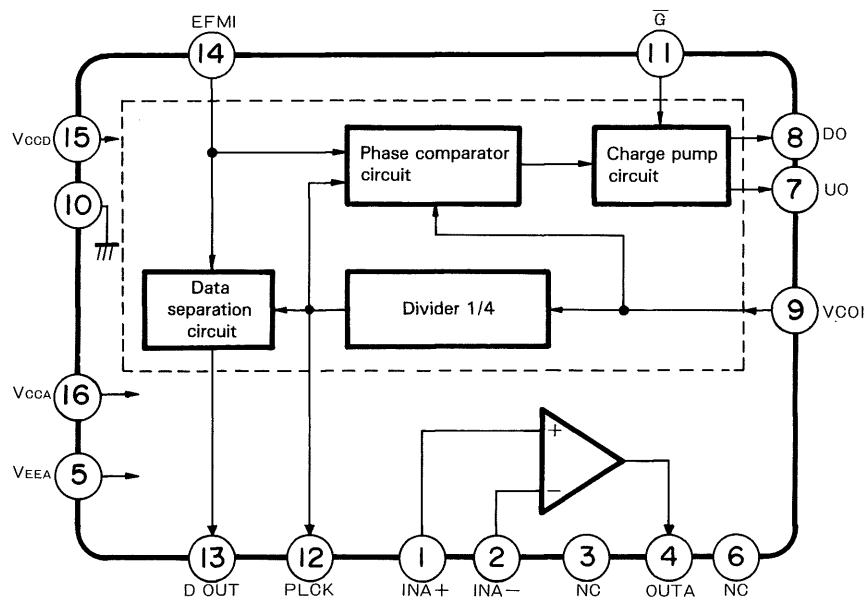 EFMI
G̅
14
11
VCCD
15
Phase comparator
circuit
Charge pump
circuit
8
DO
7
UO
10
Data
separation
circuit
Divider 1/4
9
VCOI
VCCA
16
+
VEEA
5
−
13
12
1
2
3
4
6
D OUT
PLCK
INA+
INA−
NC
OUTA
NC